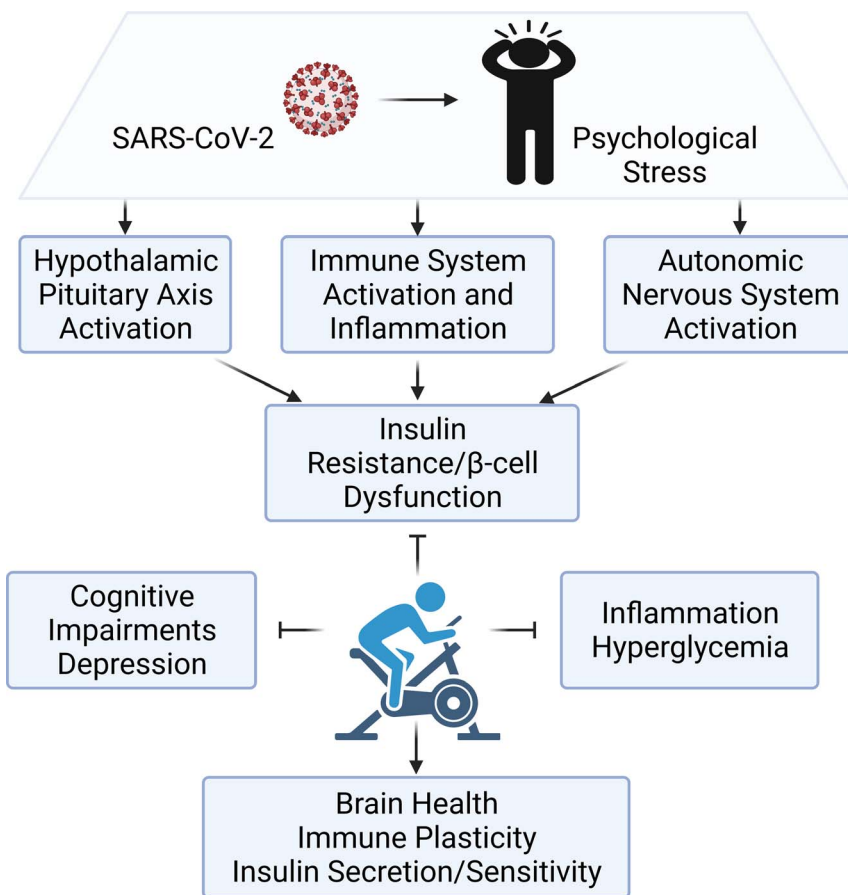 SARS-CoV-2
Psychological
Stress
Hypothalamic
Pituitary Axis
Activation
Immune System
Activation and
Inflammation
Autonomic
Nervous System
Activation
Insulin
Resistance/β-cell
Dysfunction
Cognitive
Impairments
Depression
Inflammation
Hyperglycemia
Brain Health
Immune Plasticity
Insulin Secretion/Sensitivity